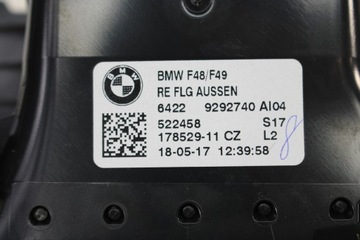 BMW
BMW F48/F49
RE FLG AUSSEN
6422 9292740 AI04
522458 S17
178529-11 CZ L2
18-05-17 12:39:58 8